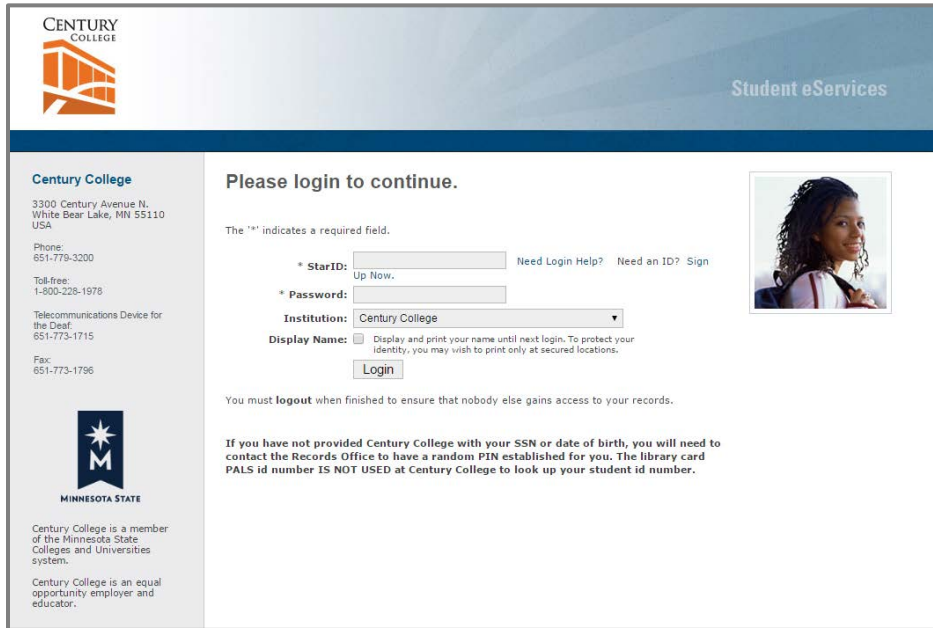 CENTURY
COLLEGE
Student eServices
Century College
3300 Century Avenue N.
White Bear Lake, MN 55110
USA
Phone:
651-779-3200
Toll-free:
1-800-228-1978
Telecommunications Device for
the Deaf:
651-773-1715
Fax:
651-773-1796
M
MINNESOTA STATE
Century College is a member
of the Minnesota State
Colleges and Universities
system.
Century College is an equal
opportunity employer and
educator.
Please login to continue.
The '*' indicates a required field.
* StarID: Need Login Help? Need an ID? Sign
Up Now.
* Password:
Institution: Century College
Display Name: Display and print your name until next login. To protect your
identity, you may wish to print only at secured locations.
Login
You must logout when finished to ensure that nobody else gains access to your records.
If you have not provided Century College with your SSN or date of birth, you will need to
contact the Records Office to have a random PIN established for you. The library card
PALS id number IS NOT USED at Century College to look up your student id number.